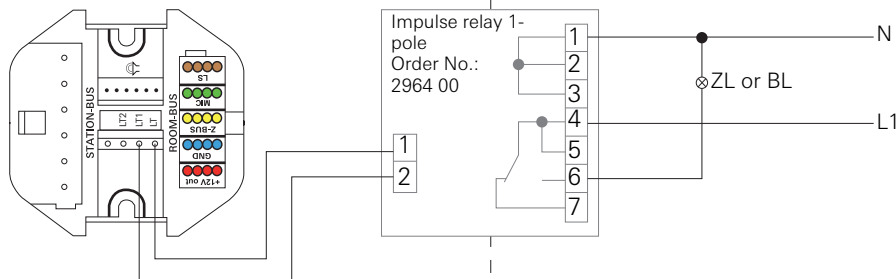 Impulse relay 1-
pole
Order No.:
2964 00
1
2
3
4
5
6
7
1
2
N
ZL or BL
L1
STATION-BUS
LT2
LT1
LT
ROOM-BUS
LS
MIC
Z-BUS
GND
+12V out